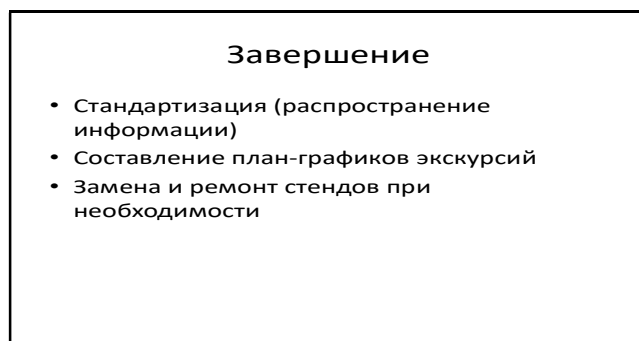 Завершение
• Стандартизация (распространение
информации)
• Составление план-графиков экскурсий
• Замена и ремонт стендов при
необходимости